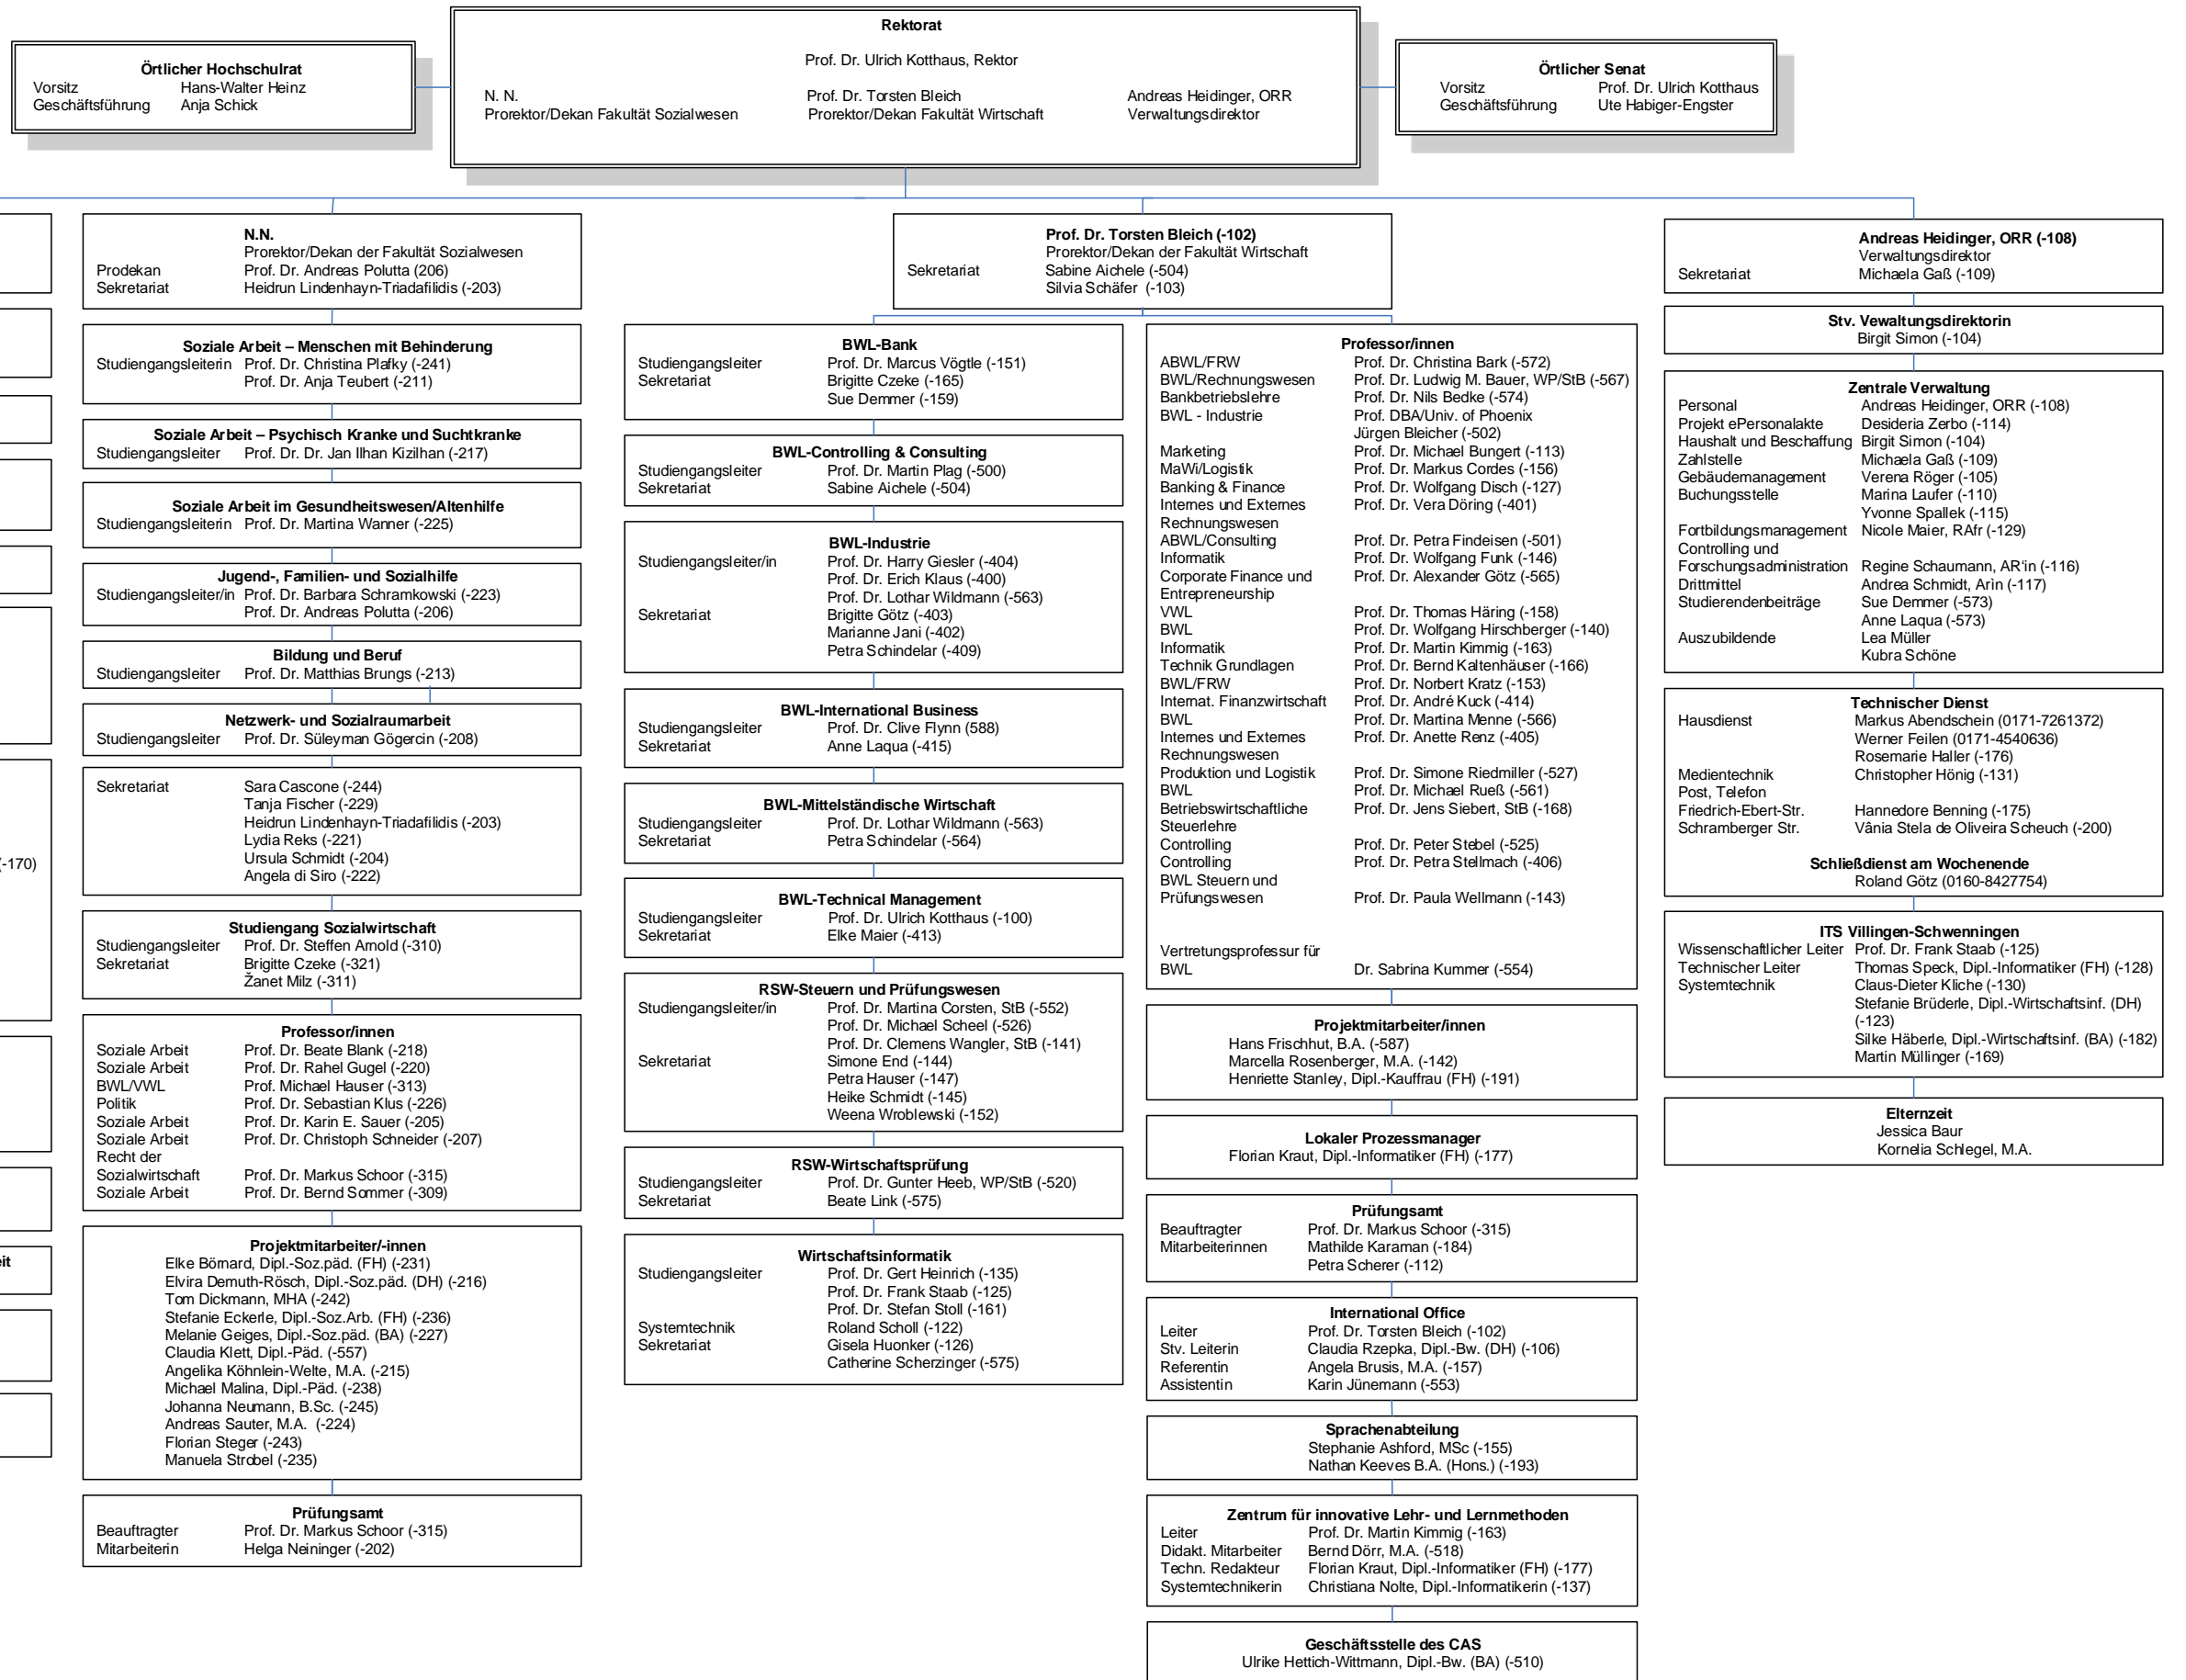 Rektorat
Prof. Dr. Ulrich Kotthaus, Rektor
N. N.
Prorektor/Dekan Fakultät Sozialwesen
Prof. Dr. Torsten Bleich
Prorektor/Dekan Fakultät Wirtschaft
Andreas Heidinger, ORR
Verwaltungsdirektor
Örtlicher Hochschulrat
Vorsitz Hans-Walter Heinz
Geschäftsführung Anja Schick
Örtlicher Senat
Vorsitz Prof. Dr. Ulrich Kotthaus
Geschäftsführung Ute Habiger-Engster
-170)
eit
N.N.
Prorektor/Dekan der Fakultät Sozialwesen
Prodekan Prof. Dr. Andreas Polutta (206)
Sekretariat Heidrun Lindenhayn-Triadafilidis (-203)
Soziale Arbeit – Menschen mit Behinderung
Studiengangsleiterin Prof. Dr. Christina Plafky (-241)
Prof. Dr. Anja Teubert (-211)
Soziale Arbeit – Psychisch Kranke und Suchtkranke
Studiengangsleiter Prof. Dr. Dr. Jan Ilhan Kizilhan (-217)
Soziale Arbeit im Gesundheitswesen/Altenhilfe
Studiengangsleiterin Prof. Dr. Martina Wanner (-225)
Jugend-, Familien- und Sozialhilfe
Studiengangsleiter/in Prof. Dr. Barbara Schramkowski (-223)
Prof. Dr. Andreas Polutta (-206)
Bildung und Beruf
Studiengangsleiter Prof. Dr. Matthias Brungs (-213)
Netzwerk- und Sozialraumarbeit
Studiengangsleiter Prof. Dr. Süleyman Gögercin (-208)
Sekretariat Sara Cascone (-244)
Tanja Fischer (-229)
Heidrun Lindenhayn-Triadafilidis (-203)
Lydia Reks (-221)
Ursula Schmidt (-204)
Angela di Siro (-222)
Studiengang Sozialwirtschaft
Studiengangsleiter Prof. Dr. Steffen Arnold (-310)
Sekretariat Brigitte Czeke (-321)
Žanet Milz (-311)
Professor/innen
Soziale Arbeit Prof. Dr. Beate Blank (-218)
Soziale Arbeit Prof. Dr. Rahel Gugel (-220)
BWL/VWL Prof. Michael Hauser (-313)
Politik Prof. Dr. Sebastian Klus (-226)
Soziale Arbeit Prof. Dr. Karin E. Sauer (-205)
Soziale Arbeit Prof. Dr. Christoph Schneider (-207)
Recht der
Sozialwirtschaft Prof. Dr. Markus Schoor (-315)
Soziale Arbeit Prof. Dr. Bernd Sommer (-309)
Projektmitarbeiter/-innen
Elke Börnard, Dipl.-Soz.päd. (FH) (-231)
Elvira Demuth-Rösch, Dipl.-Soz.päd. (DH) (-216)
Tom Dickmann, MHA (-242)
Stefanie Eckerle, Dipl.-Soz.Arb. (FH) (-236)
Melanie Geiges, Dipl.-Soz.päd. (BA) (-227)
Claudia Klett, Dipl.-Päd. (-557)
Angelika Köhnlein-Welte, M.A. (-215)
Michael Malina, Dipl.-Päd. (-238)
Johanna Neumann, B.Sc. (-245)
Andreas Sauter, M.A. (-224)
Florian Steger (-243)
Manuela Strobel (-235)
Prüfungsamt
Beauftragter Prof. Dr. Markus Schoor (-315)
Mitarbeiterin Helga Neininger (-202)
Prof. Dr. Torsten Bleich (-102)
Prorektor/Dekan der Fakultät Wirtschaft
Sekretariat Sabine Aichele (-504)
Silvia Schäfer (-103)
BWL-Bank
Studiengangsleiter Prof. Dr. Marcus Vögtle (-151)
Sekretariat Brigitte Czeke (-165)
Sue Demmer (-159)
BWL-Controlling & Consulting
Studiengangsleiter Prof. Dr. Martin Plag (-500)
Sekretariat Sabine Aichele (-504)
BWL-Industrie
Studiengangsleiter/in Prof. Dr. Harry Giesler (-404)
Prof. Dr. Erich Klaus (-400)
Prof. Dr. Lothar Wildmann (-563)
Sekretariat Brigitte Götz (-403)
Marianne Jani (-402)
Petra Schindelar (-409)
BWL-International Business
Studiengangsleiter Prof. Dr. Clive Flynn (588)
Sekretariat Anne Laqua (-415)
BWL-Mittelständische Wirtschaft
Studiengangsleiter Prof. Dr. Lothar Wildmann (-563)
Sekretariat Petra Schindelar (-564)
BWL-Technical Management
Studiengangsleiter Prof. Dr. Ulrich Kotthaus (-100)
Sekretariat Elke Maier (-413)
RSW-Steuern und Prüfungswesen
Studiengangsleiter/in Prof. Dr. Martina Corsten, StB (-552)
Prof. Dr. Michael Scheel (-526)
Prof. Dr. Clemens Wangler, StB (-141)
Sekretariat Simone End (-144)
Petra Hauser (-147)
Heike Schmidt (-145)
Weena Wroblewski (-152)
RSW-Wirtschaftsprüfung
Studiengangsleiter Prof. Dr. Gunter Heeb, WP/StB (-520)
Sekretariat Beate Link (-575)
Wirtschaftsinformatik
Studiengangsleiter Prof. Dr. Gert Heinrich (-135)
Prof. Dr. Frank Staab (-125)
Prof. Dr. Stefan Stoll (-161)
Systemtechnik Roland Scholl (-122)
Sekretariat Gisela Huonker (-126)
Catherine Scherzinger (-575)
Professor/innen
ABWL/FRW Prof. Dr. Christina Bark (-572)
BWL/Rechnungswesen Prof. Dr. Ludwig M. Bauer, WP/StB (-567)
Bankbetriebslehre Prof. Dr. Nils Bedke (-574)
BWL - Industrie Prof. DBA/Univ. of Phoenix
Jürgen Bleicher (-502)
Marketing Prof. Dr. Michael Bungert (-113)
MaWi/Logistik Prof. Dr. Markus Cordes (-156)
Banking & Finance Prof. Dr. Wolfgang Disch (-127)
Internes und Externes Prof. Dr. Vera Döring (-401)
Rechnungswesen
ABWL/Consulting Prof. Dr. Petra Findeisen (-501)
Informatik Prof. Dr. Wolfgang Funk (-146)
Corporate Finance und Prof. Dr. Alexander Götz (-565)
Entrepreneurship
VWL Prof. Dr. Thomas Häring (-158)
BWL Prof. Dr. Wolfgang Hirschberger (-140)
Informatik Prof. Dr. Martin Kimmig (-163)
Technik Grundlagen Prof. Dr. Bernd Kaltenhäuser (-166)
BWL/FRW Prof. Dr. Norbert Kratz (-153)
Internat. Finanzwirtschaft Prof. Dr. André Kuck (-414)
BWL Prof. Dr. Martina Menne (-566)
Internes und Externes Prof. Dr. Anette Renz (-405)
Rechnungswesen
Produktion und Logistik Prof. Dr. Simone Riedmiller (-527)
BWL Prof. Dr. Michael Rueß (-561)
Betriebswirtschaftliche Prof. Dr. Jens Siebert, StB (-168)
Steuerlehre
Controlling Prof. Dr. Peter Stebel (-525)
Controlling Prof. Dr. Petra Stellmach (-406)
BWL Steuern und
Prüfungswesen Prof. Dr. Paula Wellmann (-143)
Vertretungsprofessur für
BWL Dr. Sabrina Kummer (-554)
Projektmitarbeiter/innen
Hans Frischhut, B.A. (-587)
Marcella Rosenberger, M.A. (-142)
Henriette Stanley, Dipl.-Kauffrau (FH) (-191)
Lokaler Prozessmanager
Florian Kraut, Dipl.-Informatiker (FH) (-177)
Prüfungsamt
Beauftragter Prof. Dr. Markus Schoor (-315)
Mitarbeiterinnen Mathilde Karaman (-184)
Petra Scherer (-112)
International Office
Leiter Prof. Dr. Torsten Bleich (-102)
Stv. Leiterin Claudia Rzepka, Dipl.-Bw. (DH) (-106)
Referentin Angela Brusis, M.A. (-157)
Assistentin Karin Jünemann (-553)
Sprachenabteilung
Stephanie Ashford, MSc (-155)
Nathan Keeves B.A. (Hons.) (-193)
Zentrum für innovative Lehr- und Lernmethoden
Leiter Prof. Dr. Martin Kimmig (-163)
Didakt. Mitarbeiter Bernd Dörr, M.A. (-518)
Techn. Redakteur Florian Kraut, Dipl.-Informatiker (FH) (-177)
Systemtechnikerin Christiana Nolte, Dipl.-Informatikerin (-137)
Geschäftsstelle des CAS
Ulrike Hettich-Wittmann, Dipl.-Bw. (BA) (-510)
Andreas Heidinger, ORR (-108)
Verwaltungsdirektor
Sekretariat Michaela Gaß (-109)
Stv. Vewaltungsdirektorin
Birgit Simon (-104)
Zentrale Verwaltung
Personal Andreas Heidinger, ORR (-108)
Projekt ePersonalakte Desideria Zerbo (-114)
Haushalt und Beschaffung Birgit Simon (-104)
Zahlstelle Michaela Gaß (-109)
Gebäudemanagement Verena Röger (-105)
Buchungsstelle Marina Laufer (-110)
Yvonne Spallek (-115)
Fortbildungsmanagement Nicole Maier, RAfr (-129)
Controlling und
Forschungsadministration Regine Schaumann, AR'in (-116)
Drittmittel Andrea Schmidt, Arìn (-117)
Studierendenbeiträge Sue Demmer (-573)
Anne Laqua (-573)
Auszubildende Lea Müller
Kubra Schöne
Technischer Dienst
Hausdienst Markus Abendschein (0171-7261372)
Werner Feilen (0171-4540636)
Rosemarie Haller (-176)
Medientechnik Christopher Hönig (-131)
Post, Telefon
Friedrich-Ebert-Str. Hannedore Benning (-175)
Schramberger Str. Vânia Stela de Oliveira Scheuch (-200)
Schließdienst am Wochenende
Roland Götz (0160-8427754)
ITS Villingen-Schwenningen
Wissenschaftlicher Leiter Prof. Dr. Frank Staab (-125)
Technischer Leiter Thomas Speck, Dipl.-Informatiker (FH) (-128)
Systemtechnik Claus-Dieter Kliche (-130)
Stefanie Brüderle, Dipl.-Wirtschaftsinf. (DH)
(-123)
Silke Häberle, Dipl.-Wirtschaftsinf. (BA) (-182)
Martin Müllinger (-169)
Elternzeit
Jessica Baur
Kornelia Schlegel, M.A.